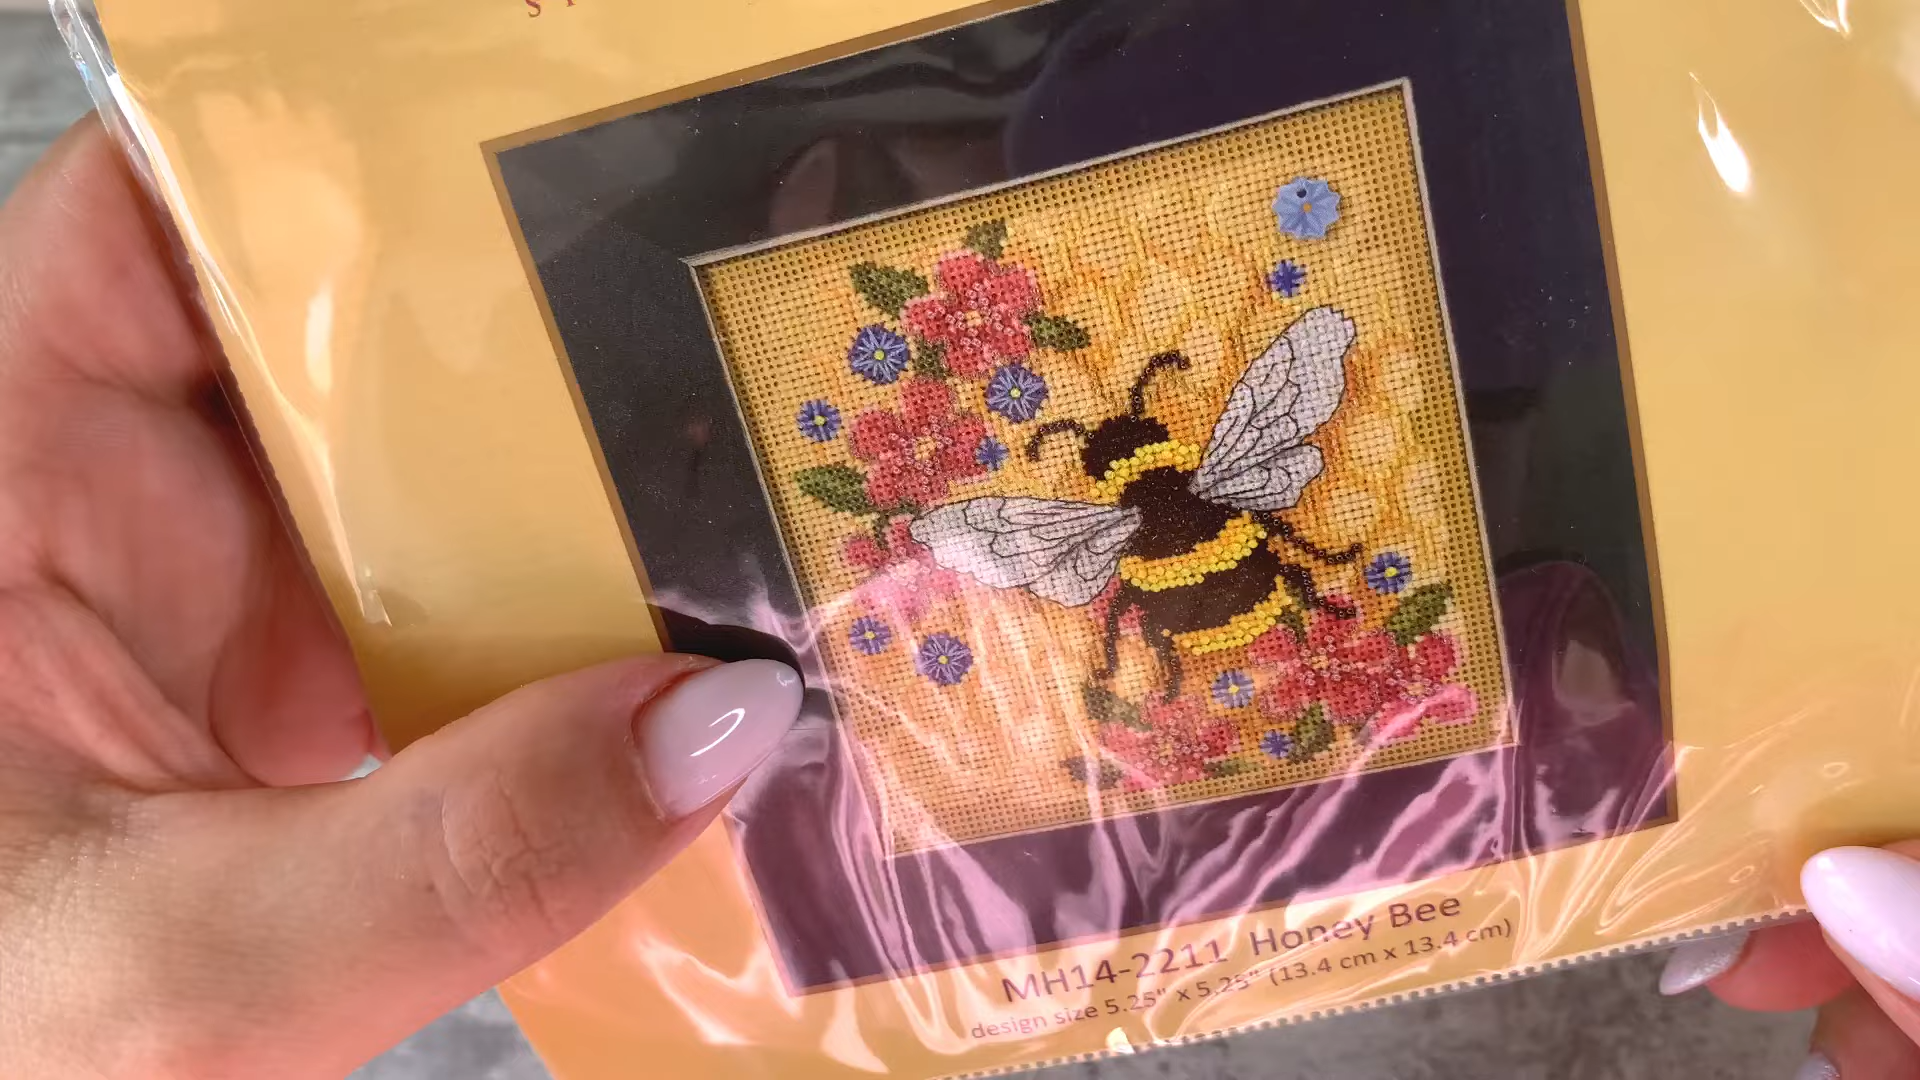 MH14-2211 Honey Bee
design size 5.25" x 5.25" (13.4 cm x 13.4 cm)